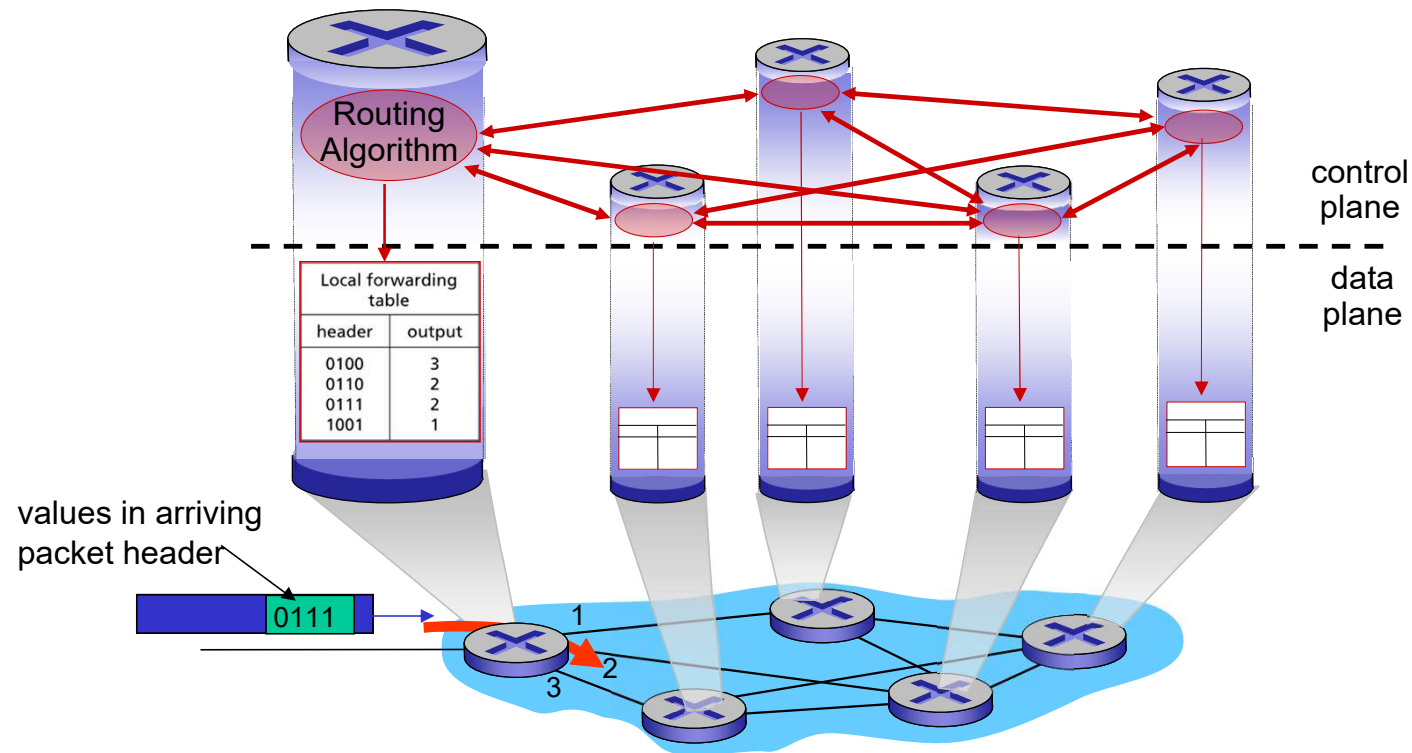 Routing
Algorithm
control
plane
data
plane
Local forwarding
table
header output
0100 3
0110 2
0111 2
1001 1
values in arriving
packet header
0111
1
2
3